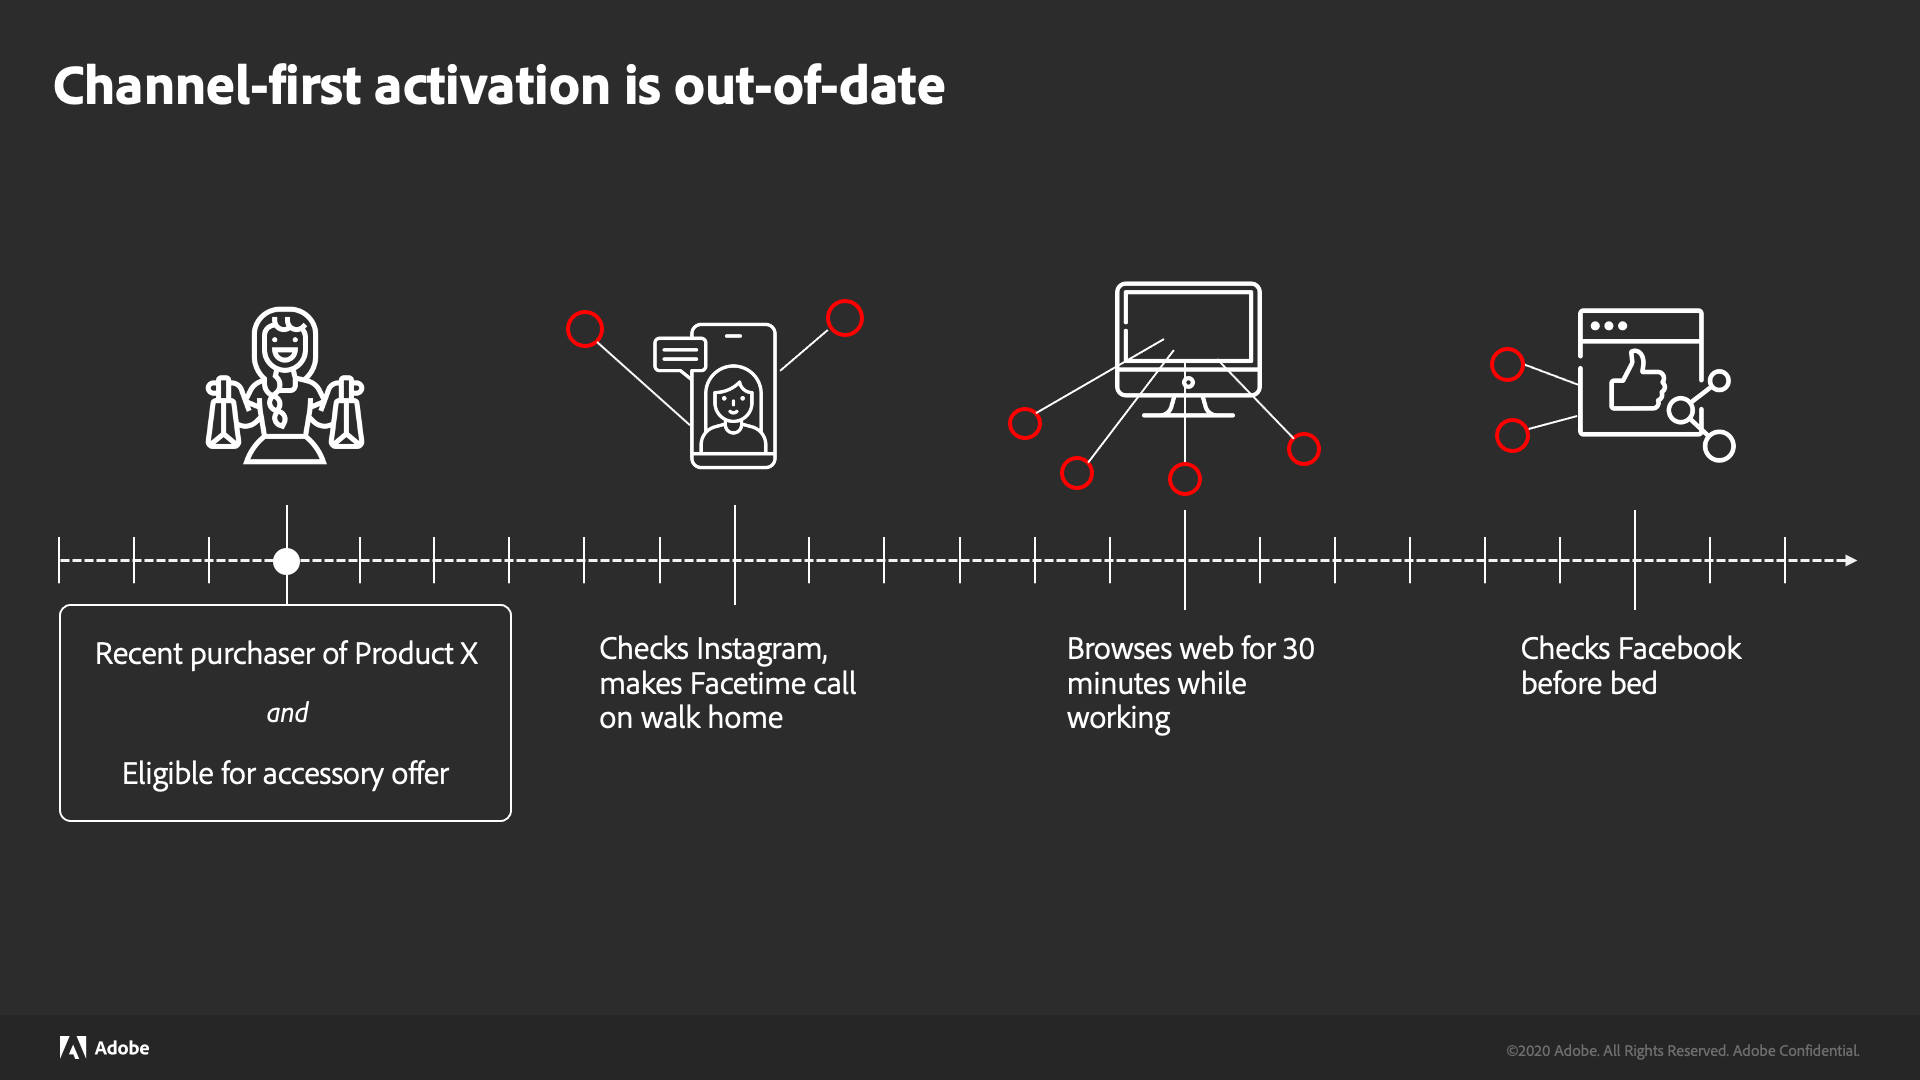 Channel-first activation is out-of-date
Recent purchaser of Product X
and
Eligible for accessory offer
Checks Instagram,
makes Facetime call
on walk home
Browses web for 30
minutes while
working
Checks Facebook
before bed
Adobe
©2020 Adobe. All Rights Reserved. Adobe Confidential.